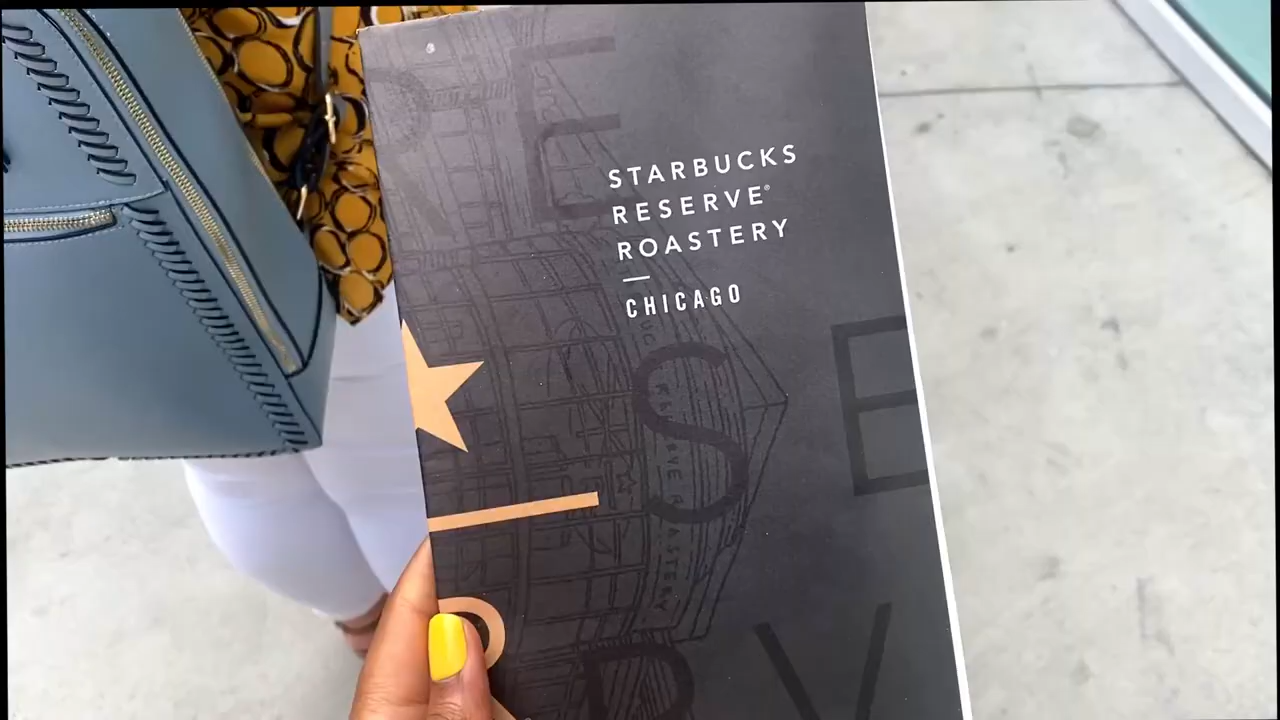 STARBUCKS
RESERVE®
ROASTERY
CHICAGO
R E
S E
R V